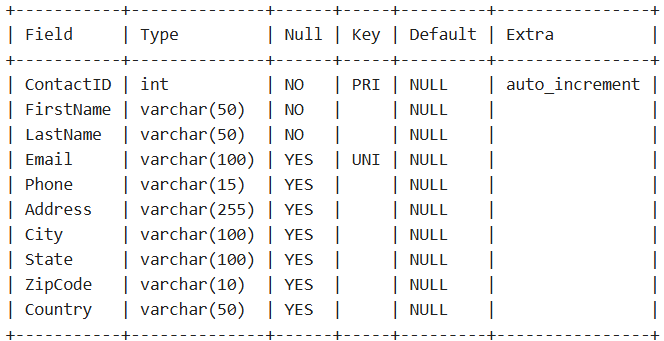 +-----------+--------------+------+-----+---------+----------------+
| Field     | Type         | Null | Key | Default | Extra          |
+-----------+--------------+------+-----+---------+----------------+
| ContactID | int          | NO   | PRI | NULL    | auto_increment |
| FirstName | varchar(50)  | NO   |     | NULL    |                |
| LastName  | varchar(50)  | NO   |     | NULL    |                |
| Email     | varchar(100) | YES  | UNI | NULL    |                |
| Phone     | varchar(15)  | YES  |     | NULL    |                |
| Address   | varchar(255) | YES  |     | NULL    |                |
| City      | varchar(100) | YES  |     | NULL    |                |
| State     | varchar(100) | YES  |     | NULL    |                |
| ZipCode   | varchar(10)  | YES  |     | NULL    |                |
| Country   | varchar(50)  | YES  |     | NULL    |                |
+-----------+--------------+------+-----+---------+----------------+